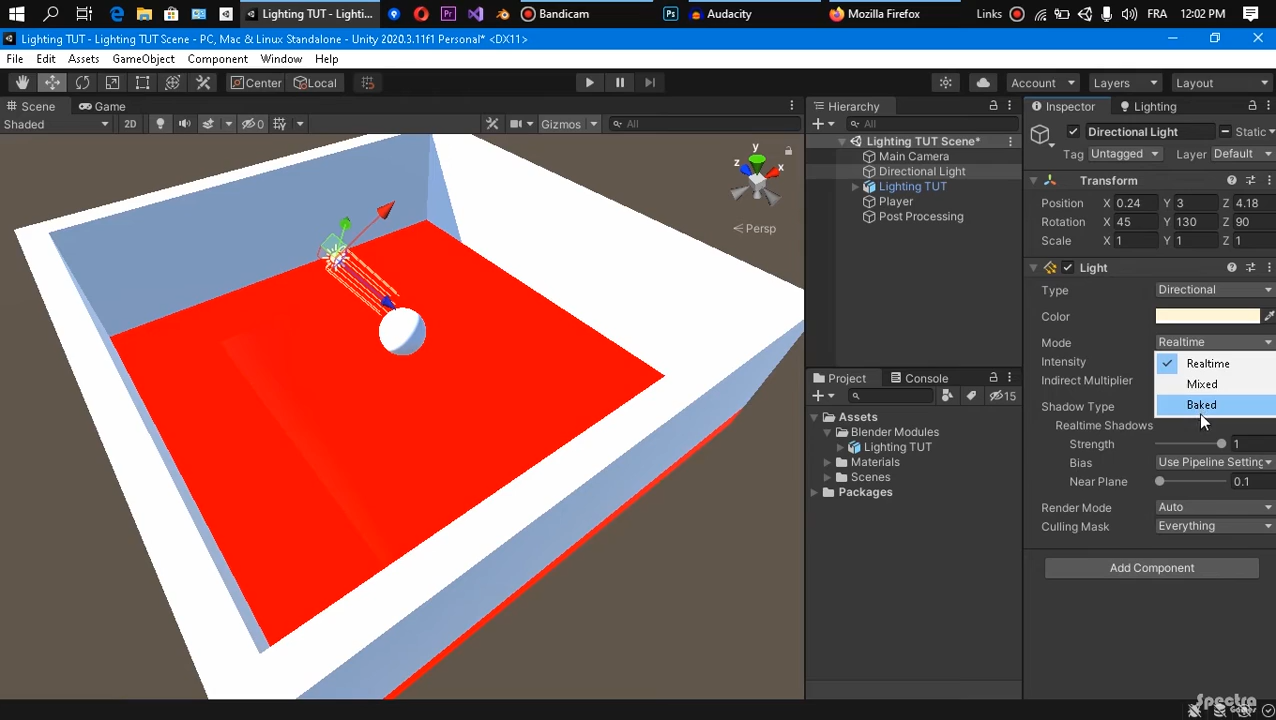 Lighting TUT - Lighti... Bandicam Audacity Mozilla Firefox Links FRA 12:02 PM
Lighting TUT - Lighting TUT Scene - PC, Mac & Linux Standalone - Unity 2020.3.11f1 Personal* <DX11>
File Edit Assets GameObject Component Window Help
Center Local Account Layers Layout
Scene Game Hierarchy Inspector Lighting
Shaded 2D 0 Gizmos All All Directional Light Static
Lighting TUT Scene*
Main Camera Tag Untagged Layer Default
Directional Light
Lighting TUT Transform
Player Position X 0.24 Y 3 Z 4.18
Post Processing Rotation X 45 Y 130 Z 90
Scale X 1 Y 1 Z 1
y
z x
Persp
Light
Type Directional
Color
Mode Realtime
Intensity Realtime
Indirect Multiplier Mixed
Shadow Type Baked
Realtime Shadows
Strength 1
Bias Use Pipeline Setting
Near Plane 0.1
Render Mode Auto
Culling Mask Everything
Add Component
Project Console
15
Assets
Blender Modules
Lighting TUT
Materials
Scenes
Packages
Spectra